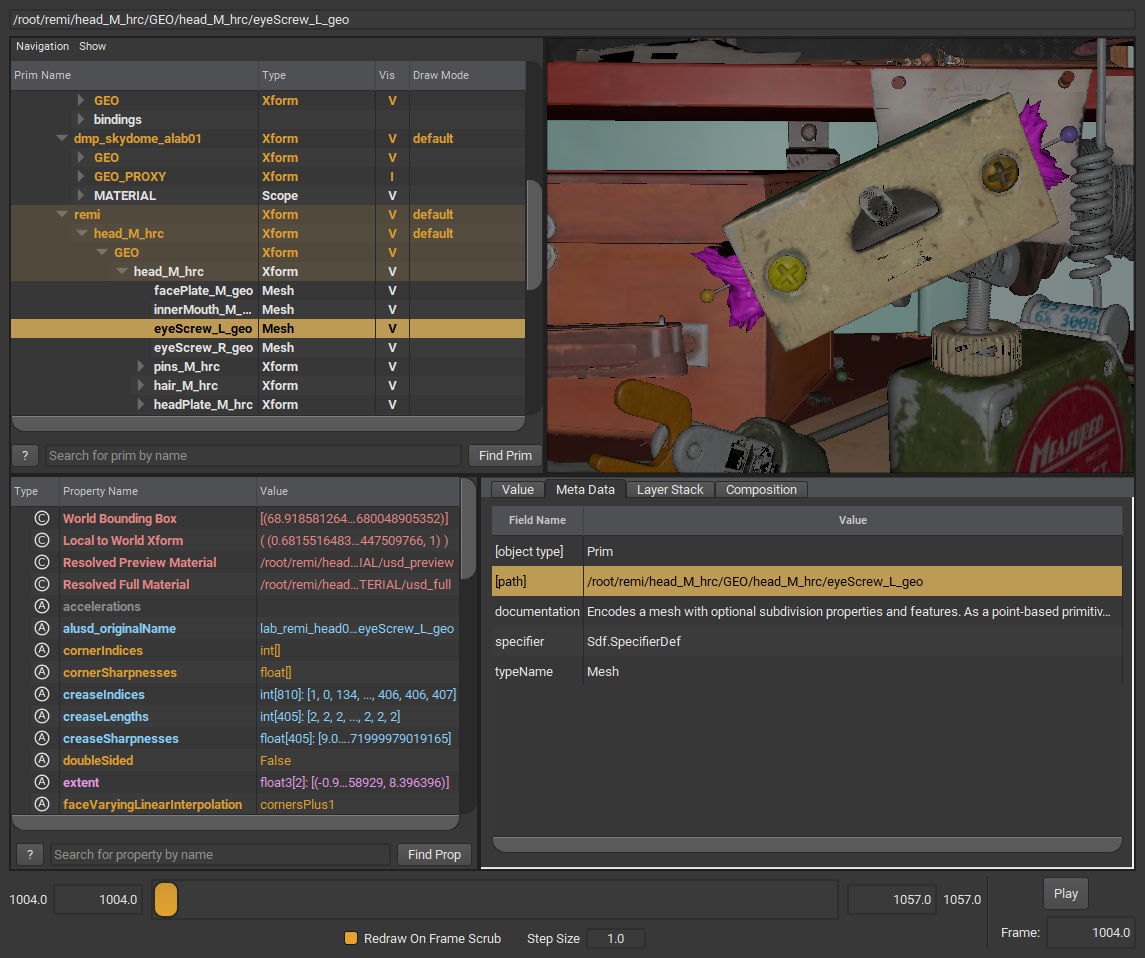 /root/remi/head_M_hrc/GEO/head_M_hrc/eyeScrew_L_geo
Navigation Show
Prim Name Type Vis Draw Mode
GEO Xform V
bindings
dmp_skydome_alab01 Xform V default
GEO Xform V
GEO_PROXY Xform I
MATERIAL Scope V
remi Xform V default
head_M_hrc Xform V default
GEO Xform V
head_M_hrc Xform V
facePlate_M_geo Mesh V
innerMouth_M_... Mesh V
eyeScrew_L_geo Mesh V
eyeScrew_R_geo Mesh V
pins_M_hrc Xform V
hair_M_hrc Xform V
headPlate_M_hrc Xform V
? Search for prim by name Find Prim
MEASURED
Type Property Name Value
C World Bounding Box [(68.918581264...680048905352)]
C Local to World Xform ( (0.6815516483...447509766, 1) )
C Resolved Preview Material /root/remi/head...IAL/usd_preview
C Resolved Full Material /root/remi/head...TERIAL/usd_full
A accelerations
A alusd_originalName lab_remi_head0...eyeScrew_L_geo
A cornerIndices int[]
A cornerSharpnesses float[]
A creaseIndices int[810]: [1, 0, 134, ..., 406, 406, 407]
A creaseLengths int[405]: [2, 2, 2, ..., 2, 2, 2]
A creaseSharpnesses float[405]: [9.0....71999979019165]
A doubleSided False
A extent float3[2]: [(-0.9...58929, 8.396396)]
A faceVaryingLinearInterpolation cornersPlus1
? Search for property by name Find Prop
Value Meta Data Layer Stack Composition
Field Name Value
[object type] Prim
[path] /root/remi/head_M_hrc/GEO/head_M_hrc/eyeScrew_L_geo
documentation Encodes a mesh with optional subdivision properties and features. As a point-based primitiv...
specifier Sdf.SpecifierDef
typeName Mesh
1004.0 1004.0 1057.0 1057.0 Play
Redraw On Frame Scrub Step Size 1.0 Frame: 1004.0